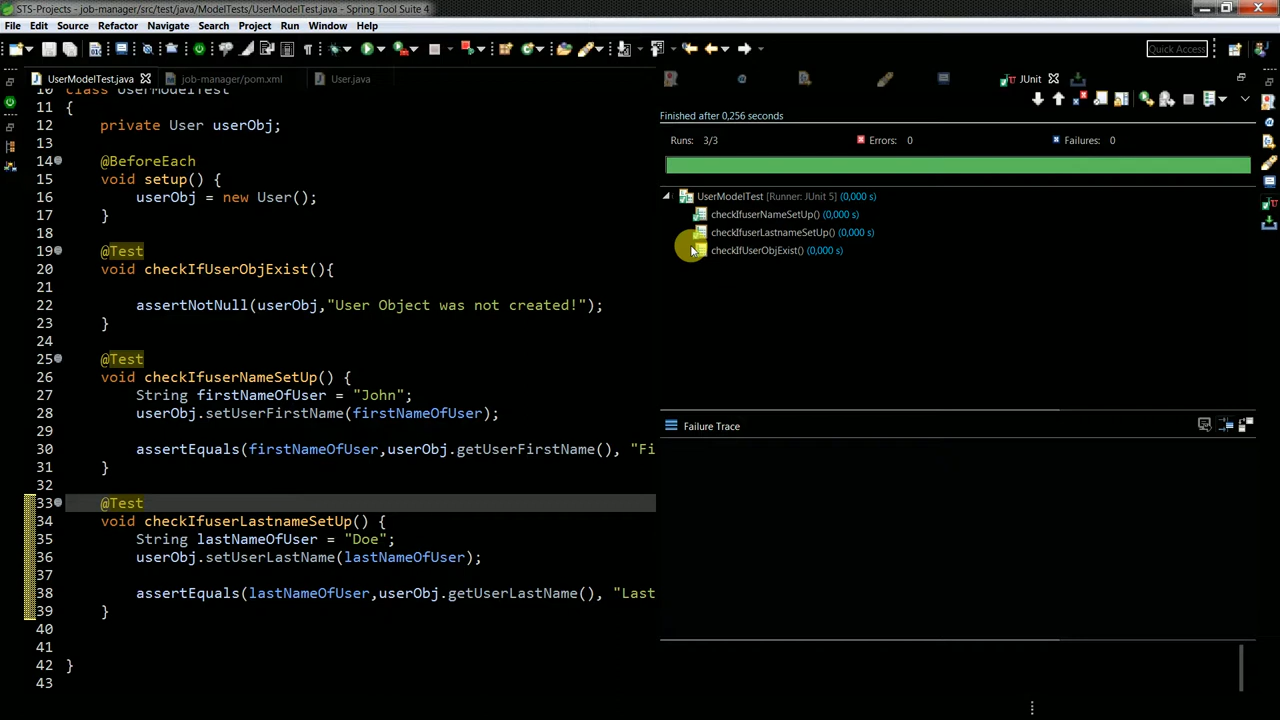 STS-Projects - job-manager/src/test/java/ModelTests/UserModelTest.java - Spring Tool Suite 4
File Edit Source Refactor Navigate Search Project Run Window Help
Quick Access
UserModelTest.java job-manager/pom.xml User.java
10 class UserModelTest
11 {
12 private User userObj;
13
14 @BeforeEach
15 void setup() {
16 userObj = new User();
17 }
18
19 @Test
20 void checkIfUserObjExist(){
21
22 assertNotNull(userObj,"User Object was not created!");
23 }
24
25 @Test
26 void checkIfuserNameSetUp() {
27 String firstNameOfUser = "John";
28 userObj.setUserFirstName(firstNameOfUser);
29
30 assertEquals(firstNameOfUser,userObj.getUserFirstName(), "Fi
31 }
32
33 @Test
34 void checkIfuserLastnameSetUp() {
35 String lastNameOfUser = "Doe";
36 userObj.setUserLastName(lastNameOfUser);
37
38 assertEquals(lastNameOfUser,userObj.getUserLastName(), "Last
39 }
40
41
42 }
43
JUnit
Finished after 0,256 seconds
Runs: 3/3 Errors: 0 Failures: 0
UserModelTest [Runner: JUnit 5] (0,000 s)
checkIfuserNameSetUp() (0,000 s)
checkIfuserLastnameSetUp() (0,000 s)
checkIfUserObjExist() (0,000 s)
Failure Trace